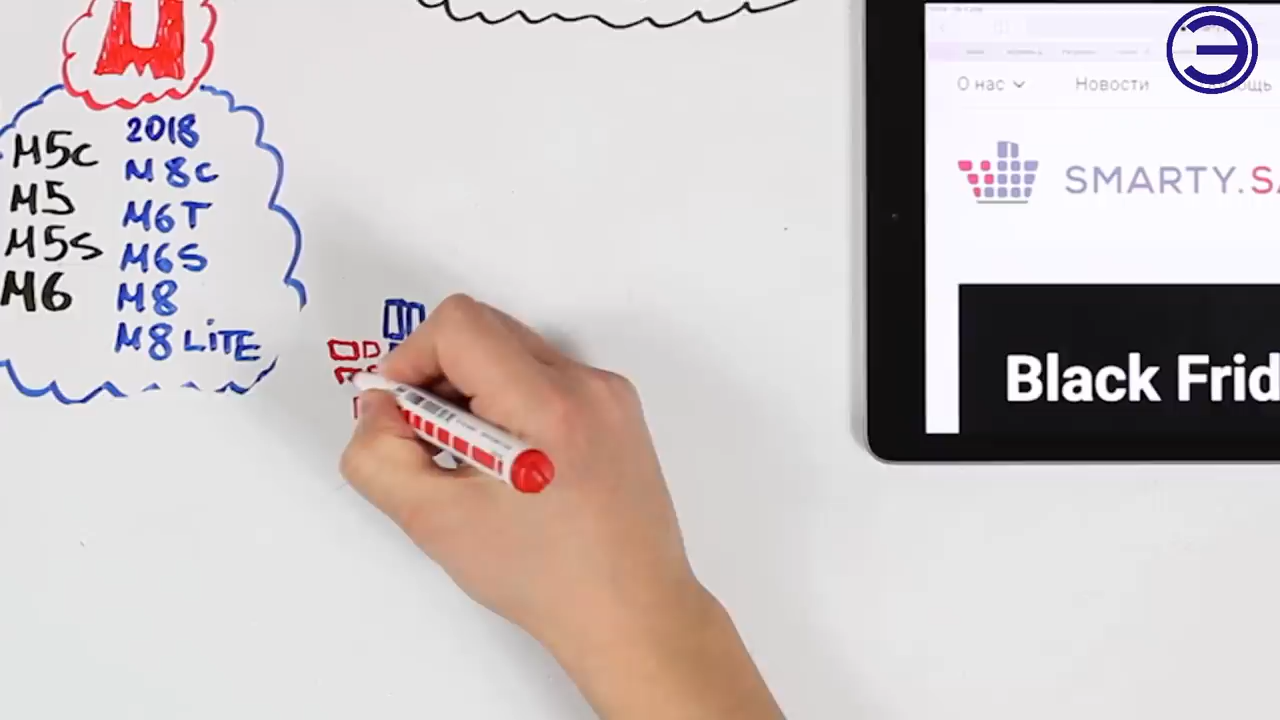 M
M5C
M5
M5S
M6
2018
M8C
M6T
M6S
M8
M8 LiTE
Э
О нас
Новости
SMARTY.SA
Black Frid